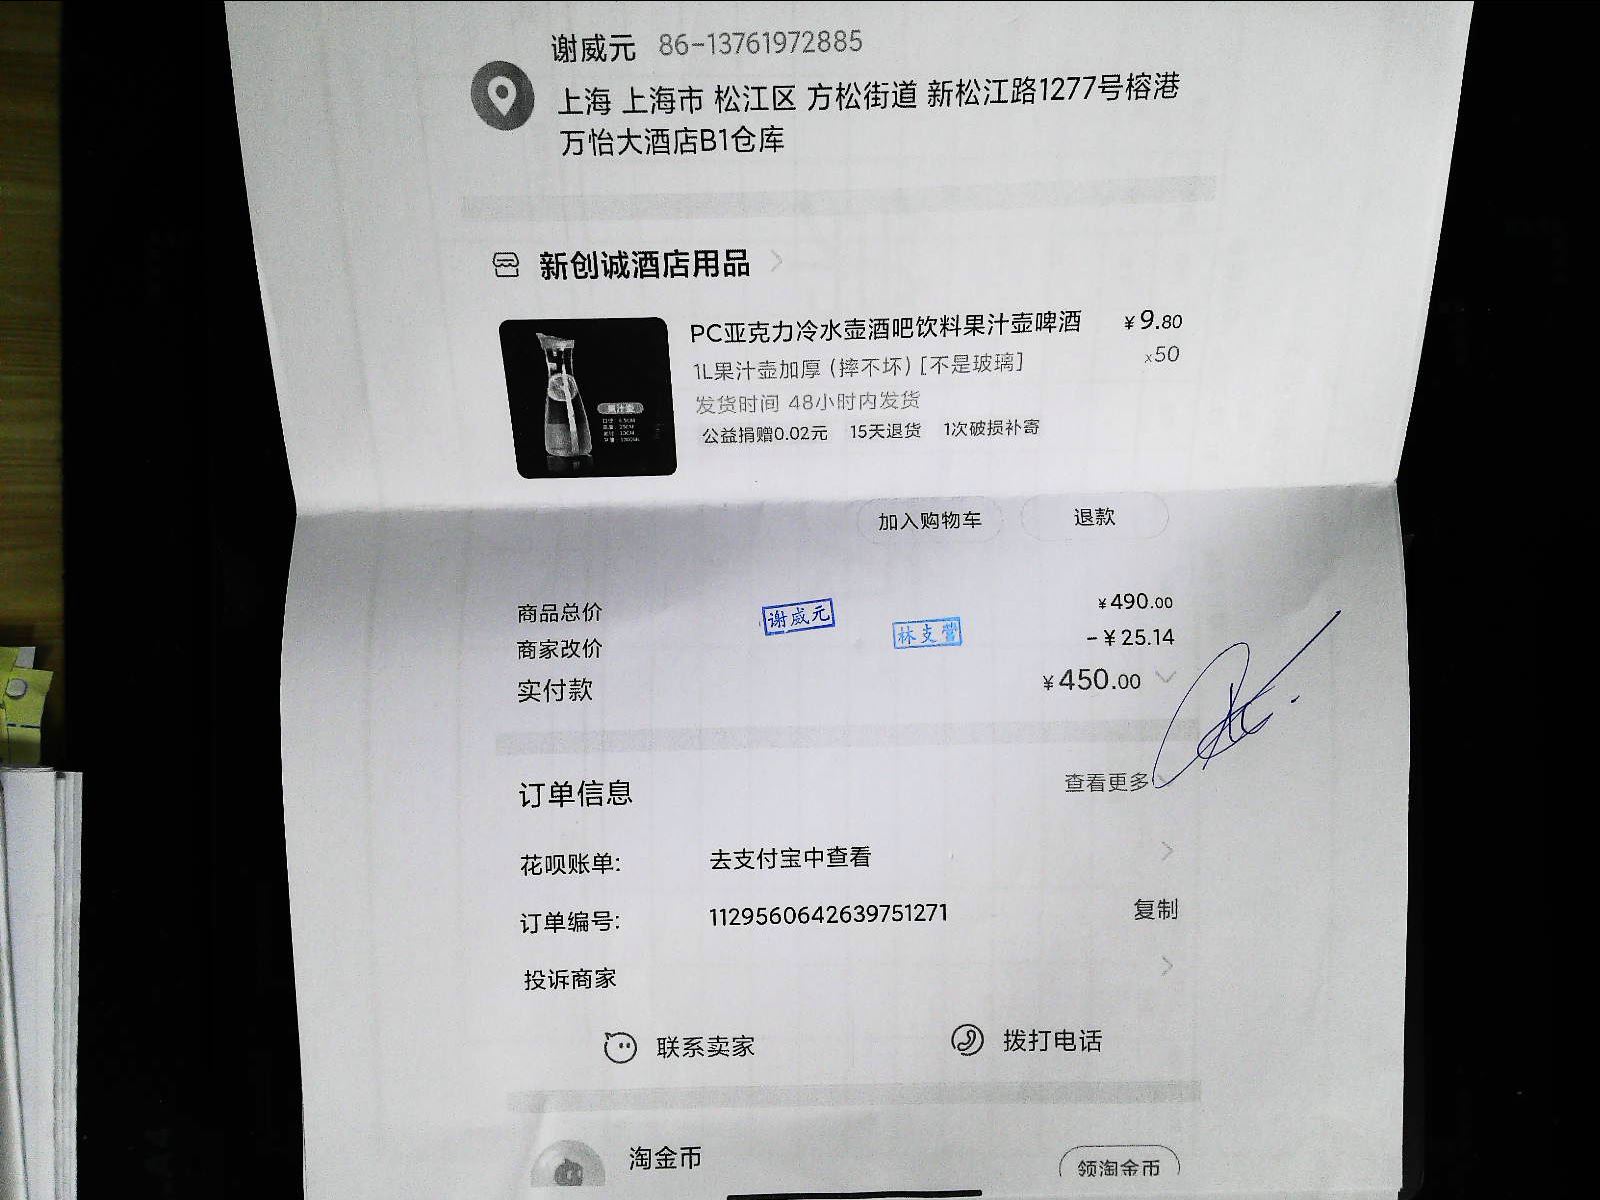 谢威元 86-13761972885
上海 上海市 松江区 方松街道 新松江路1277号榕港
万怡大酒店B1仓库
新创诚酒店用品
PC亚克力冷水壶酒吧饮料果汁壶啤酒 ¥9.80
1L果汁壶加厚 (摔不坏) [不是玻璃] x50
发货时间 48小时内发货
公益捐赠0.02元 15天退货 1次破损补寄
果汁壶
加入购物车 退款
商品总价 ¥490.00
谢威元
林支营
商家改价 -¥25.14
实付款 ¥450.00
订单信息 查看更多
花呗账单: 去支付宝中查看
订单编号: 1129560642639751271 复制
投诉商家
联系卖家 拨打电话
淘金币 领淘金币